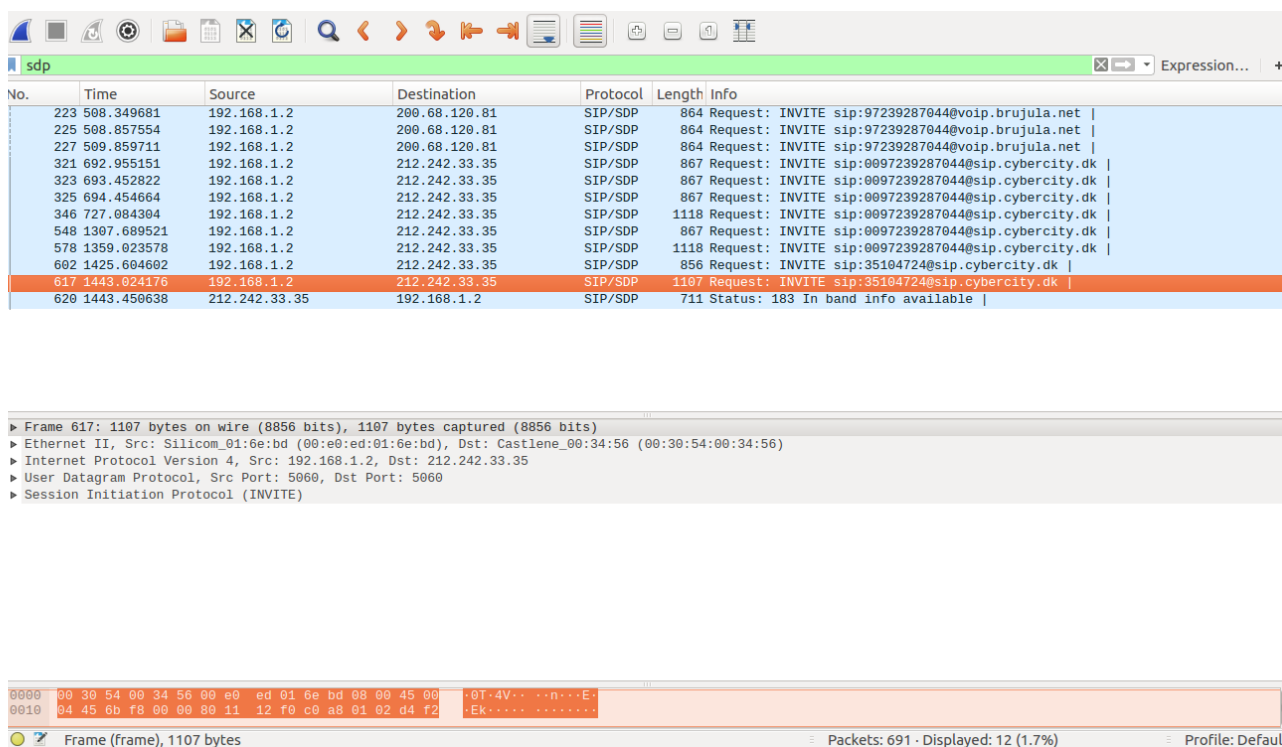 sdp Expression... +
No. Time Source Destination Protocol Length Info
223 508.349681 192.168.1.2 200.68.120.81 SIP/SDP 864 Request: INVITE sip:97239287044@voip.brujula.net |
225 508.857554 192.168.1.2 200.68.120.81 SIP/SDP 864 Request: INVITE sip:97239287044@voip.brujula.net |
227 509.859711 192.168.1.2 200.68.120.81 SIP/SDP 864 Request: INVITE sip:97239287044@voip.brujula.net |
321 692.955151 192.168.1.2 212.242.33.35 SIP/SDP 867 Request: INVITE sip:0097239287044@sip.cybercity.dk |
323 693.452822 192.168.1.2 212.242.33.35 SIP/SDP 867 Request: INVITE sip:0097239287044@sip.cybercity.dk |
325 694.454664 192.168.1.2 212.242.33.35 SIP/SDP 867 Request: INVITE sip:0097239287044@sip.cybercity.dk |
346 727.084304 192.168.1.2 212.242.33.35 SIP/SDP 1118 Request: INVITE sip:0097239287044@sip.cybercity.dk |
548 1307.689521 192.168.1.2 212.242.33.35 SIP/SDP 867 Request: INVITE sip:0097239287044@sip.cybercity.dk |
578 1359.023578 192.168.1.2 212.242.33.35 SIP/SDP 1118 Request: INVITE sip:0097239287044@sip.cybercity.dk |
602 1425.604602 192.168.1.2 212.242.33.35 SIP/SDP 856 Request: INVITE sip:35104724@sip.cybercity.dk |
617 1443.024176 192.168.1.2 212.242.33.35 SIP/SDP 1107 Request: INVITE sip:35104724@sip.cybercity.dk |
620 1443.450638 212.242.33.35 192.168.1.2 SIP/SDP 711 Status: 183 In band info available |
Frame 617: 1107 bytes on wire (8856 bits), 1107 bytes captured (8856 bits)
Ethernet II, Src: Silicom_01:6e:bd (00:e0:ed:01:6e:bd), Dst: Castlene_00:34:56 (00:30:54:00:34:56)
Internet Protocol Version 4, Src: 192.168.1.2, Dst: 212.242.33.35
User Datagram Protocol, Src Port: 5060, Dst Port: 5060
Session Initiation Protocol (INVITE)
0000 00 30 54 00 34 56 00 e0 ed 01 6e bd 08 00 45 00 ·0T·4V·· ··n···E·
0010 04 45 6b f8 00 00 80 11 12 f0 c0 a8 01 02 d4 f2 ·Ek····· ········
Frame (frame), 1107 bytes Packets: 691 · Displayed: 12 (1.7%) Profile: Defaul